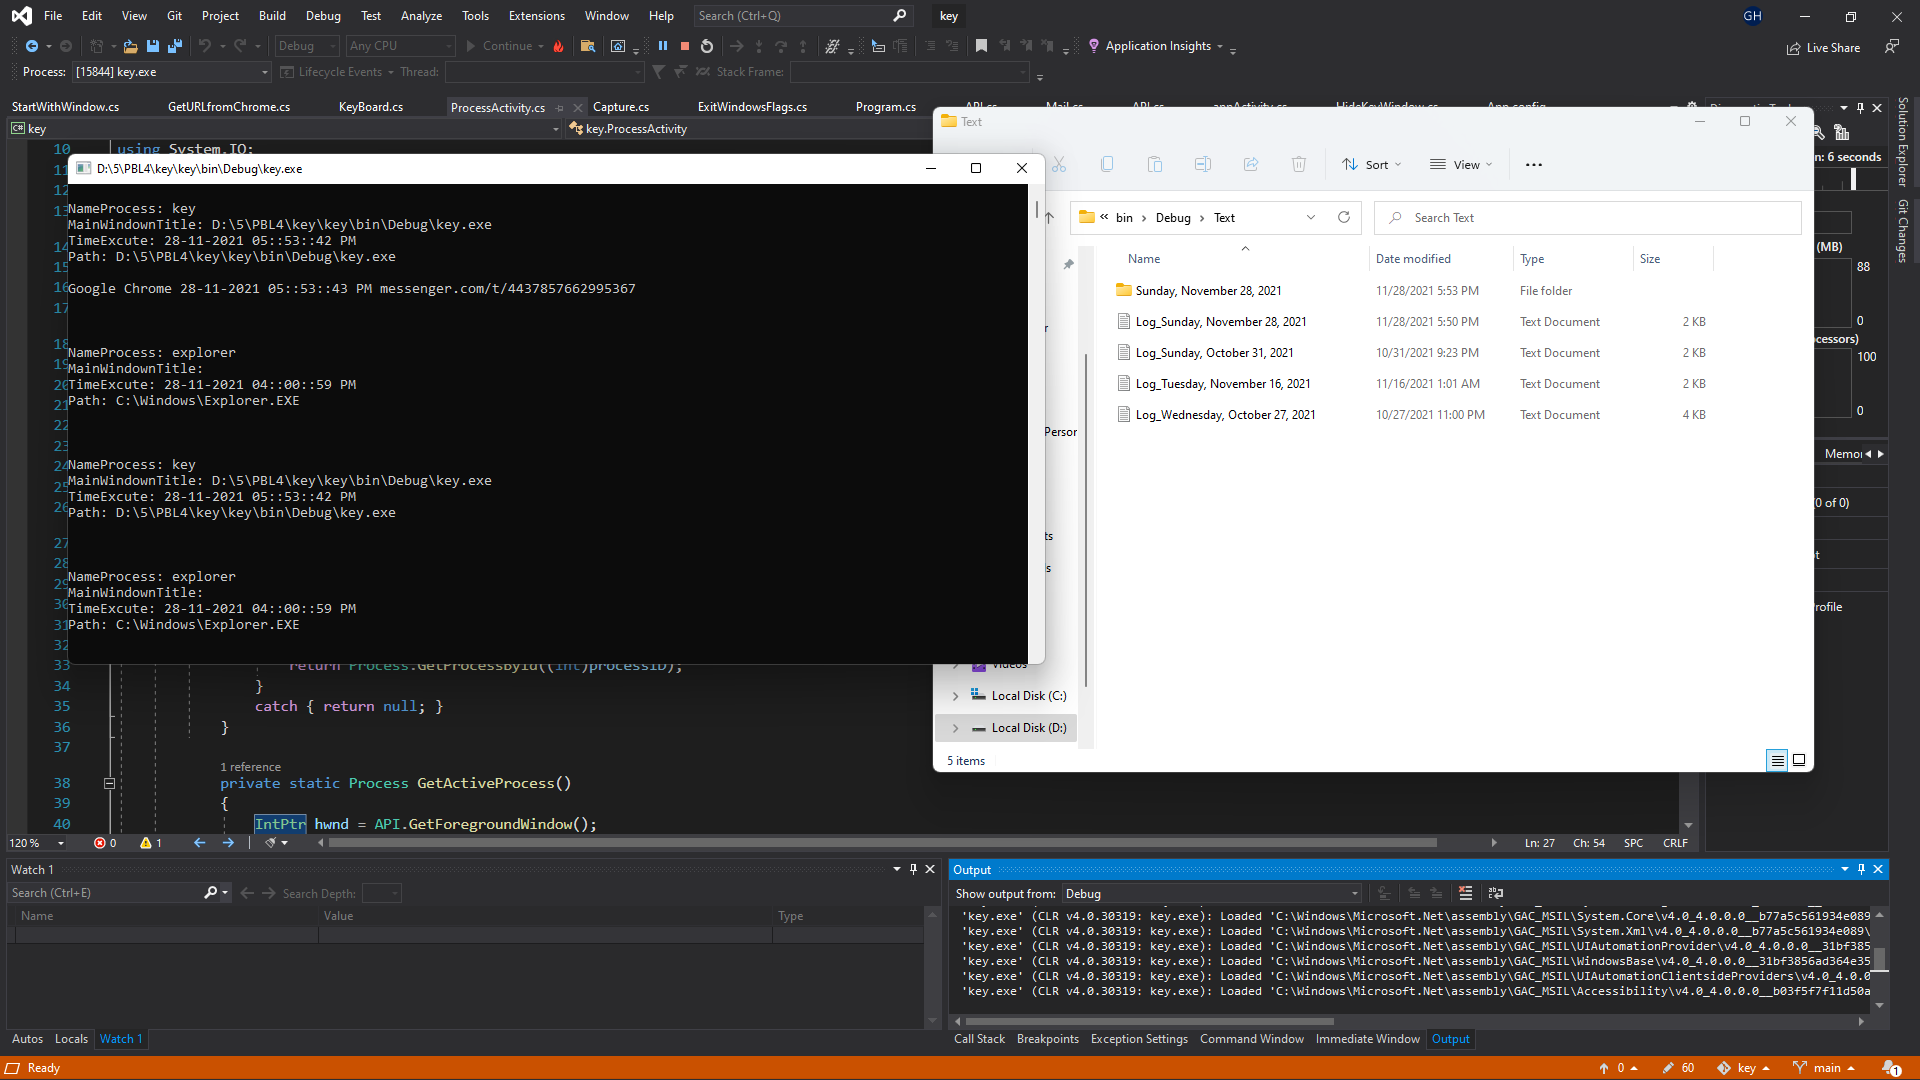 File Edit View Git Project Build Debug Test Analyze Tools Extensions Window Help Search (Ctrl+Q) key GH
Debug Any CPU Continue Application Insights Live Share
Process: [15844] key.exe Lifecycle Events Thread: Stack Frame:
StartWithWindow.cs GetURLfromChrome.cs KeyBoard.cs ProcessActivity.cs Capture.cs ExitWindowsFlags.cs Program.cs
key key.ProcessActivity
10 using System.IO;
D:\5\PBL4\key\key\bin\Debug\key.exe
NameProcess: key
MainWindownTitle: D:\5\PBL4\key\key\bin\Debug\key.exe
TimeExcute: 28-11-2021 05::53::42 PM
Path: D:\5\PBL4\key\key\bin\Debug\key.exe
Google Chrome 28-11-2021 05::53::43 PM messenger.com/t/4437857662995367
NameProcess: explorer
MainWindownTitle:
TimeExcute: 28-11-2021 04::00::59 PM
Path: C:\Windows\Explorer.EXE
NameProcess: key
MainWindownTitle: D:\5\PBL4\key\key\bin\Debug\key.exe
TimeExcute: 28-11-2021 05::53::42 PM
Path: D:\5\PBL4\key\key\bin\Debug\key.exe
NameProcess: explorer
MainWindownTitle:
TimeExcute: 28-11-2021 04::00::59 PM
Path: C:\Windows\Explorer.EXE
33 return Process.GetProcessById((int)processID);
34 }
35 catch { return null; }
36 }
37
1 reference
38 private static Process GetActiveProcess()
39 {
40 IntPtr hwnd = API.GetForegroundWindow();
Text
Sort View
bin Debug Text Search Text
Name Date modified Type Size
Sunday, November 28, 2021 11/28/2021 5:53 PM File folder
Log_Sunday, November 28, 2021 11/28/2021 5:50 PM Text Document 2 KB
Log_Sunday, October 31, 2021 10/31/2021 9:23 PM Text Document 2 KB
Log_Tuesday, November 16, 2021 11/16/2021 1:01 AM Text Document 2 KB
Log_Wednesday, October 27, 2021 10/27/2021 11:00 PM Text Document 4 KB
Person
Videos
Local Disk (C:)
Local Disk (D:)
5 items
n: 6 seconds
(MB)
88
0
100
0
(0 of 0)
Solution Explorer
Git Changes
120 % 0 1 Ln: 27 Ch: 54 SPC CRLF
Watch 1
Search (Ctrl+E) Search Depth:
Name Value Type
Autos Locals Watch 1
Output
Show output from: Debug
'key.exe' (CLR v4.0.30319: key.exe): Loaded 'C:\Windows\Microsoft.Net\assembly\GAC_MSIL\System.Core\v4.0_4.0.0.0__b77a5c561934e089
'key.exe' (CLR v4.0.30319: key.exe): Loaded 'C:\Windows\Microsoft.Net\assembly\GAC_MSIL\System.Xml\v4.0_4.0.0.0__b77a5c561934e089\
'key.exe' (CLR v4.0.30319: key.exe): Loaded 'C:\Windows\Microsoft.Net\assembly\GAC_MSIL\UIAutomationProvider\v4.0_4.0.0.0__31bf385
'key.exe' (CLR v4.0.30319: key.exe): Loaded 'C:\Windows\Microsoft.Net\assembly\GAC_MSIL\WindowsBase\v4.0_4.0.0.0__31bf3856ad364e35
'key.exe' (CLR v4.0.30319: key.exe): Loaded 'C:\Windows\Microsoft.Net\assembly\GAC_MSIL\UIAutomationClientsideProviders\v4.0_4.0.0
'key.exe' (CLR v4.0.30319: key.exe): Loaded 'C:\Windows\Microsoft.Net\assembly\GAC_MSIL\Accessibility\v4.0_4.0.0.0__b03f5f7f11d50a
Call Stack Breakpoints Exception Settings Command Window Immediate Window Output
Ready 0 60 key main 1